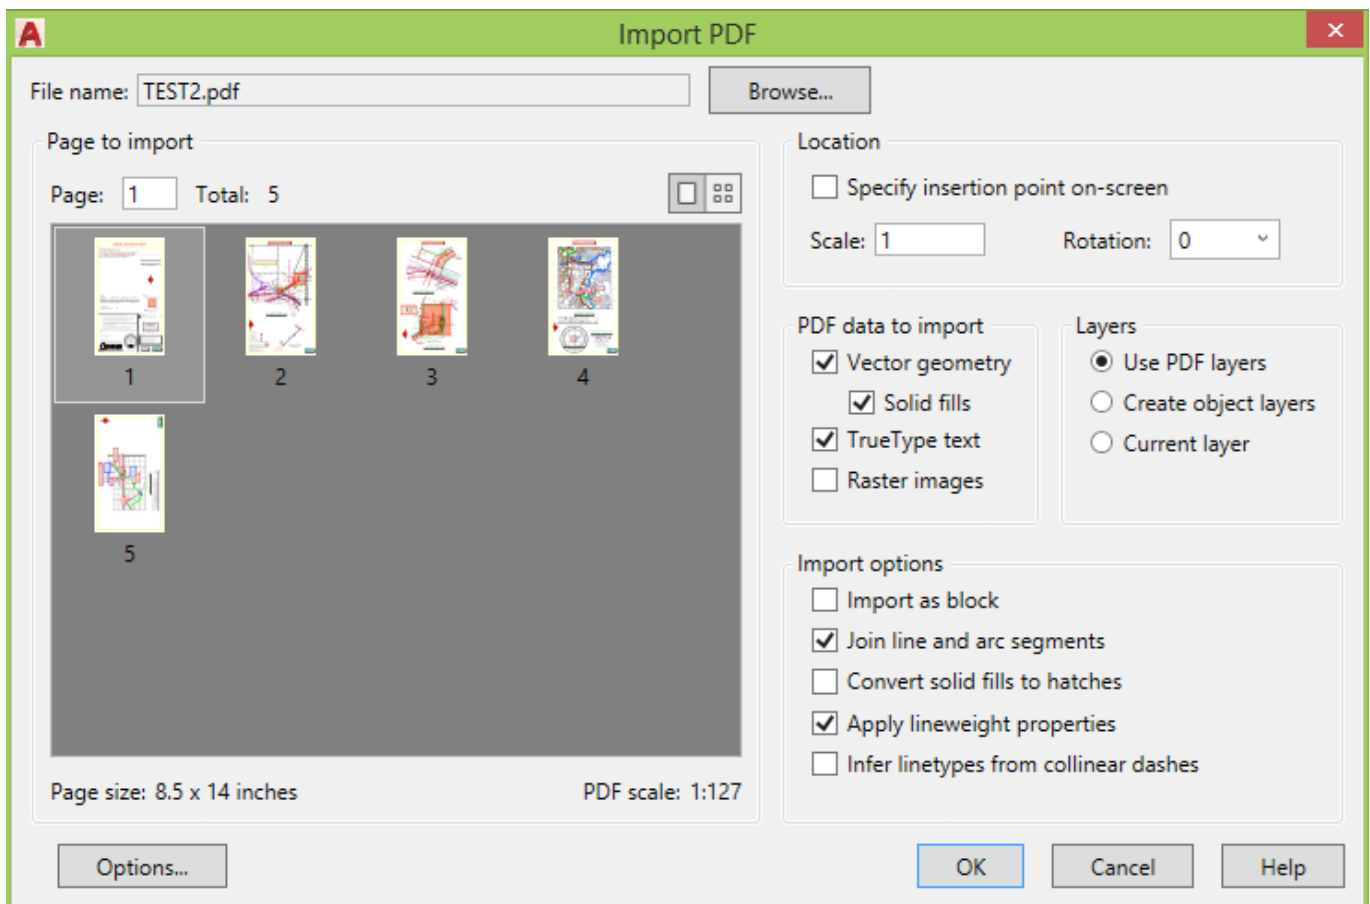 Import PDF
File name: TEST2.pdf
Browse...
Page to import
Page: 1 Total: 5
1 2 3 4
5
Page size: 8.5 x 14 inches PDF scale: 1:127
Location
Specify insertion point on-screen
Scale: 1 Rotation: 0
PDF data to import
Vector geometry
Solid fills
TrueType text
Raster images
Layers
Use PDF layers
Create object layers
Current layer
Import options
Import as block
Join line and arc segments
Convert solid fills to hatches
Apply lineweight properties
Infer linetypes from collinear dashes
Options... OK Cancel Help